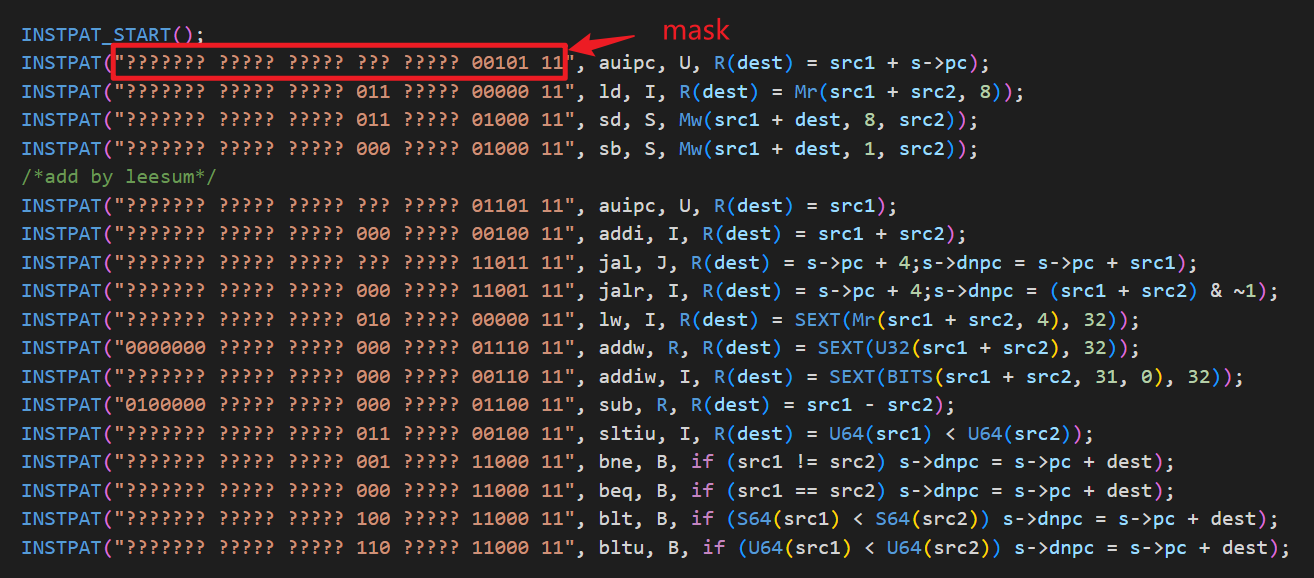 mask
INSTPAT_START();
INSTPAT("??????? ????? ????? ??? ????? 00101 11", auipc, U, R(dest) = src1 + s->pc);
INSTPAT("??????? ????? ????? 011 ????? 00000 11", ld, I, R(dest) = Mr(src1 + src2, 8));
INSTPAT("??????? ????? ????? 011 ????? 01000 11", sd, S, Mw(src1 + dest, 8, src2));
INSTPAT("??????? ????? ????? 000 ????? 01000 11", sb, S, Mw(src1 + dest, 1, src2));
/*add by leesum*/
INSTPAT("??????? ????? ????? ??? ????? 01101 11", auipc, U, R(dest) = src1);
INSTPAT("??????? ????? ????? 000 ????? 00100 11", addi, I, R(dest) = src1 + src2);
INSTPAT("??????? ????? ????? ??? ????? 11011 11", jal, J, R(dest) = s->pc + 4;s->dnpc = s->pc + src1);
INSTPAT("??????? ????? ????? 000 ????? 11001 11", jalr, I, R(dest) = s->pc + 4;s->dnpc = (src1 + src2) & ~1);
INSTPAT("??????? ????? ????? 010 ????? 00000 11", lw, I, R(dest) = SEXT(Mr(src1 + src2, 4), 32));
INSTPAT("0000000 ????? ????? 000 ????? 01110 11", addw, R, R(dest) = SEXT(U32(src1 + src2), 32));
INSTPAT("??????? ????? ????? 000 ????? 00110 11", addiw, I, R(dest) = SEXT(BITS(src1 + src2, 31, 0), 32));
INSTPAT("0100000 ????? ????? 000 ????? 01100 11", sub, R, R(dest) = src1 - src2);
INSTPAT("??????? ????? ????? 011 ????? 00100 11", sltiu, I, R(dest) = U64(src1) < U64(src2));
INSTPAT("??????? ????? ????? 001 ????? 11000 11", bne, B, if (src1 != src2) s->dnpc = s->pc + dest);
INSTPAT("??????? ????? ????? 000 ????? 11000 11", beq, B, if (src1 == src2) s->dnpc = s->pc + dest);
INSTPAT("??????? ????? ????? 100 ????? 11000 11", blt, B, if (S64(src1) < S64(src2)) s->dnpc = s->pc + dest);
INSTPAT("??????? ????? ????? 110 ????? 11000 11", bltu, B, if (U64(src1) < U64(src2)) s->dnpc = s->pc + dest);